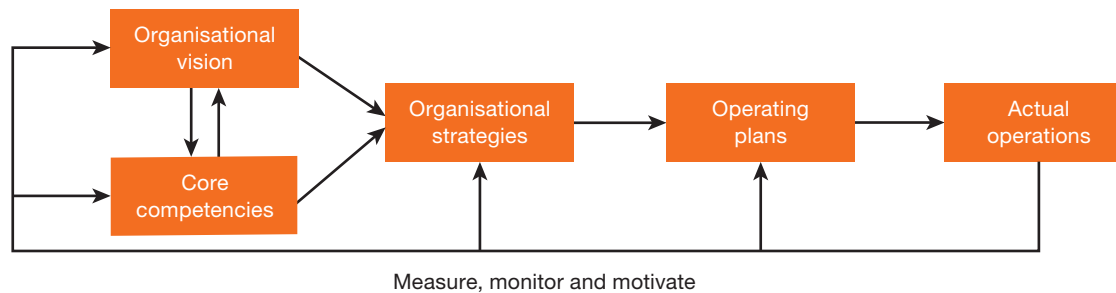 Organisational
vision
Core
competencies
Organisational
strategies
Operating
plans
Actual
operations
Measure, monitor and motivate